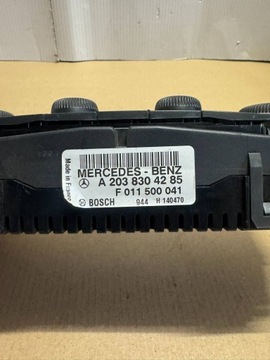 Made in France
MERCEDES - BENZ
A 203 830 42 85
F 011 500 041
BOSCH 944 H 140470